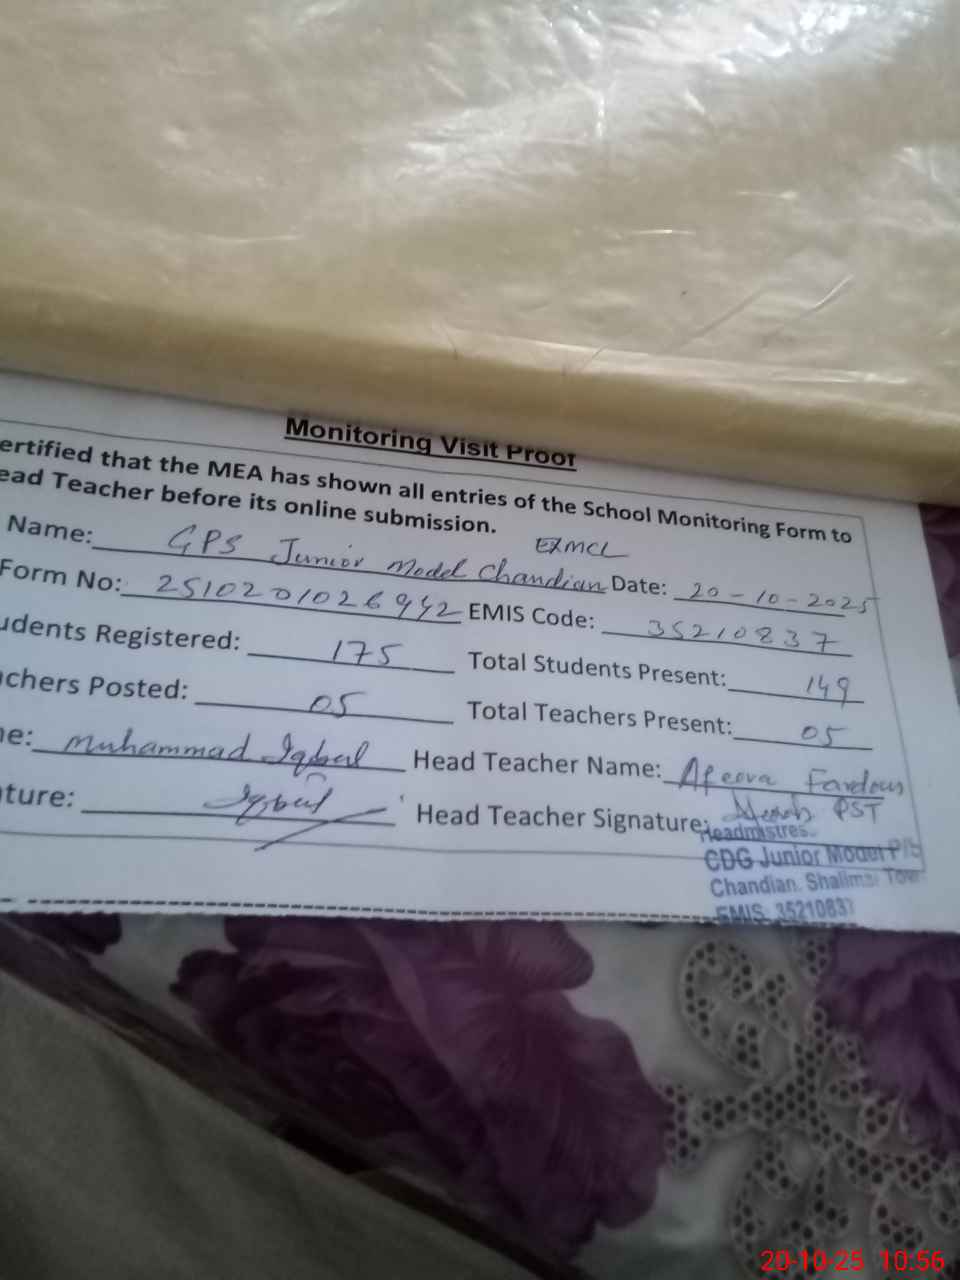 Monitoring Visit Proof
ertified that the MEA has shown all entries of the School Monitoring Form to
ead Teacher before its online submission.
EXMCL
Name: GPS Junior Model Chandian Date: 20-10-2025
Form No: 2510201026942 EMIS Code: 35210837
udents Registered: 175 Total Students Present: 149
chers Posted: 05 Total Teachers Present: 05
e: Muhammad Iqbal Head Teacher Name: Afeera Fardous
ture: Iqbal Head Teacher Signature: PST
Headmistres
CDG Junior Model P/S
Chandian. Shalimar Town
EMIS. 35210837
20-10-25 10:56